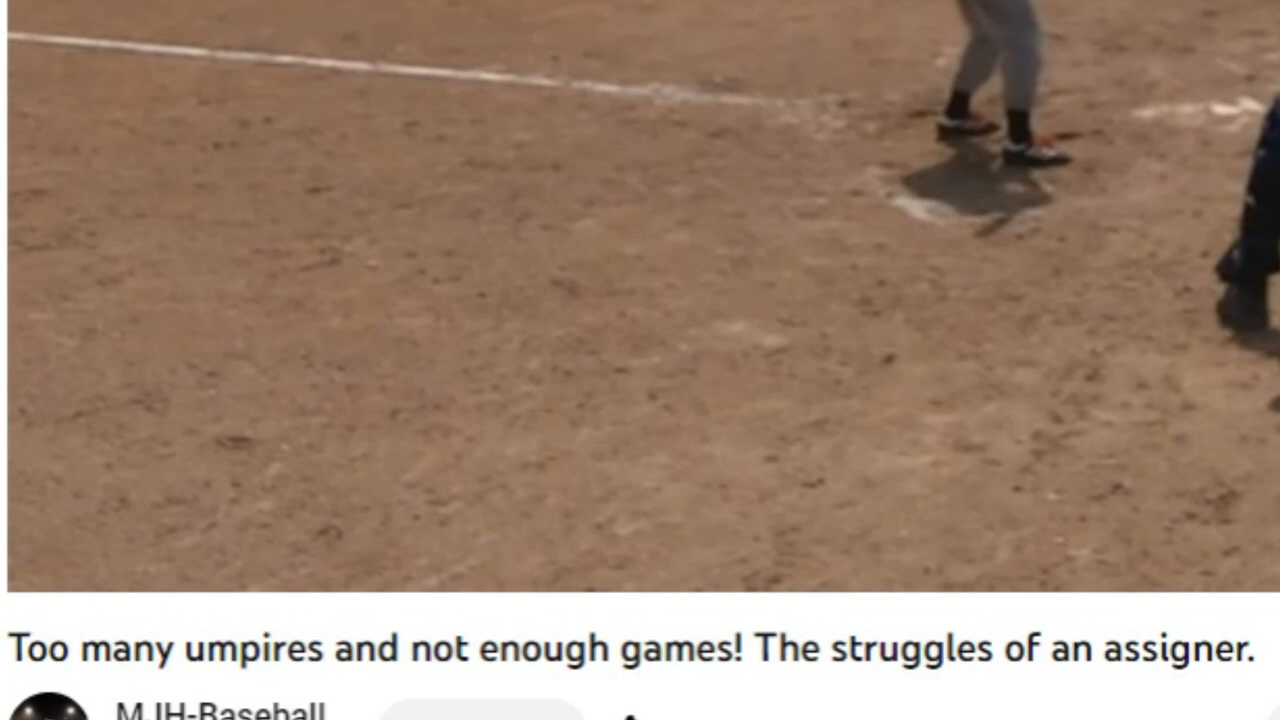 Too many umpires and not enough games! The struggles of an assigner.
MJH-Baseball